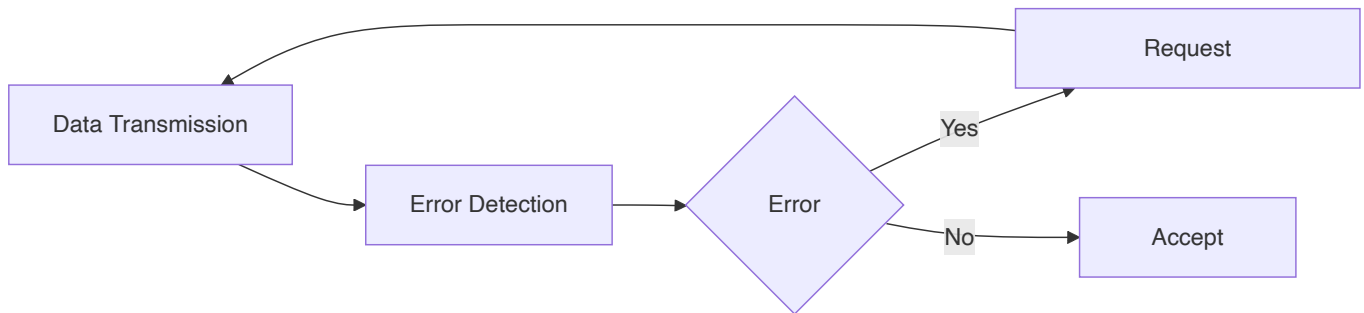 Request
Data Transmission
Yes
Error Detection
Error
No
Accept